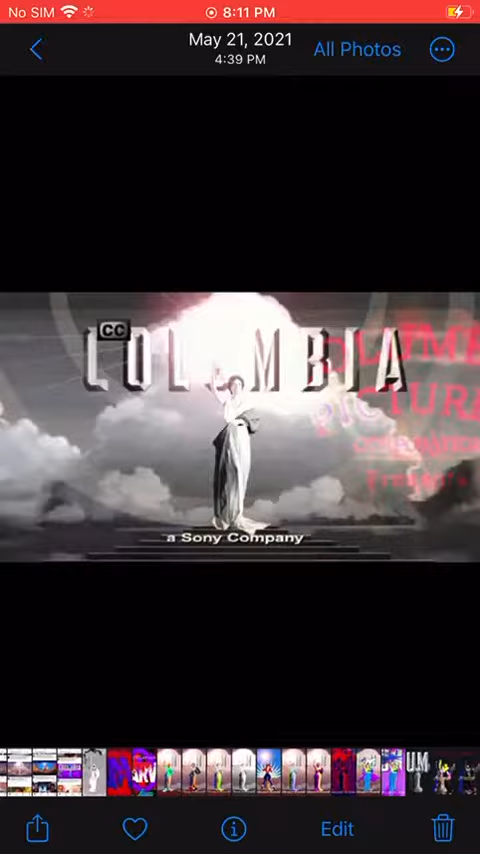 No SIM 8:11 PM
May 21, 2021
4:39 PM
All Photos
CC
COLUMBIA
a Sony Company
Edit